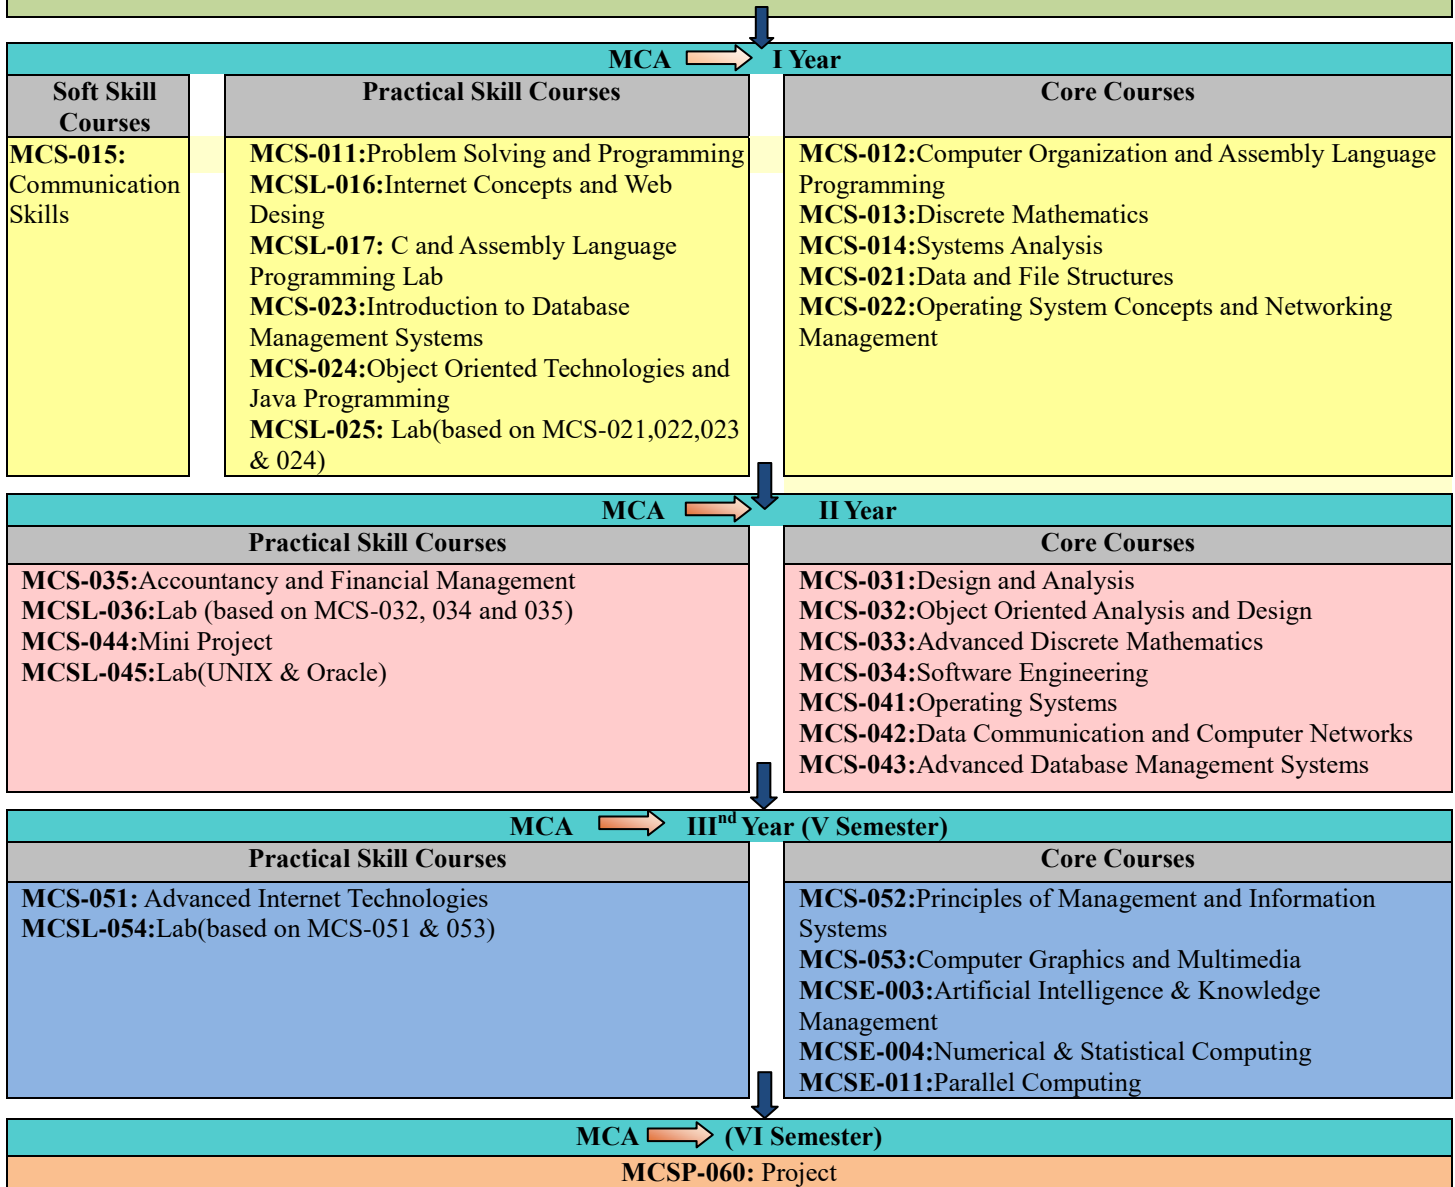 MCA I Year
Soft Skill
Courses
MCS-015:
Communication
Skills
Practical Skill Courses
MCS-011:Problem Solving and Programming
MCSL-016:Internet Concepts and Web
Desing
MCSL-017: C and Assembly Language
Programming Lab
MCS-023:Introduction to Database
Management Systems
MCS-024:Object Oriented Technologies and
Java Programming
MCSL-025: Lab(based on MCS-021,022,023
& 024)
Core Courses
MCS-012:Computer Organization and Assembly Language
Programming
MCS-013:Discrete Mathematics
MCS-014:Systems Analysis
MCS-021:Data and File Structures
MCS-022:Operating System Concepts and Networking
Management
MCA II Year
Practical Skill Courses
MCS-035:Accountancy and Financial Management
MCSL-036:Lab (based on MCS-032, 034 and 035)
MCS-044:Mini Project
MCSL-045:Lab(UNIX & Oracle)
Core Courses
MCS-031:Design and Analysis
MCS-032:Object Oriented Analysis and Design
MCS-033:Advanced Discrete Mathematics
MCS-034:Software Engineering
MCS-041:Operating Systems
MCS-042:Data Communication and Computer Networks
MCS-043:Advanced Database Management Systems
MCA IIInd Year (V Semester)
Practical Skill Courses
MCS-051: Advanced Internet Technologies
MCSL-054:Lab(based on MCS-051 & 053)
Core Courses
MCS-052:Principles of Management and Information
Systems
MCS-053:Computer Graphics and Multimedia
MCSE-003:Artificial Intelligence & Knowledge
Management
MCSE-004:Numerical & Statistical Computing
MCSE-011:Parallel Computing
MCA (VI Semester)
MCSP-060: Project